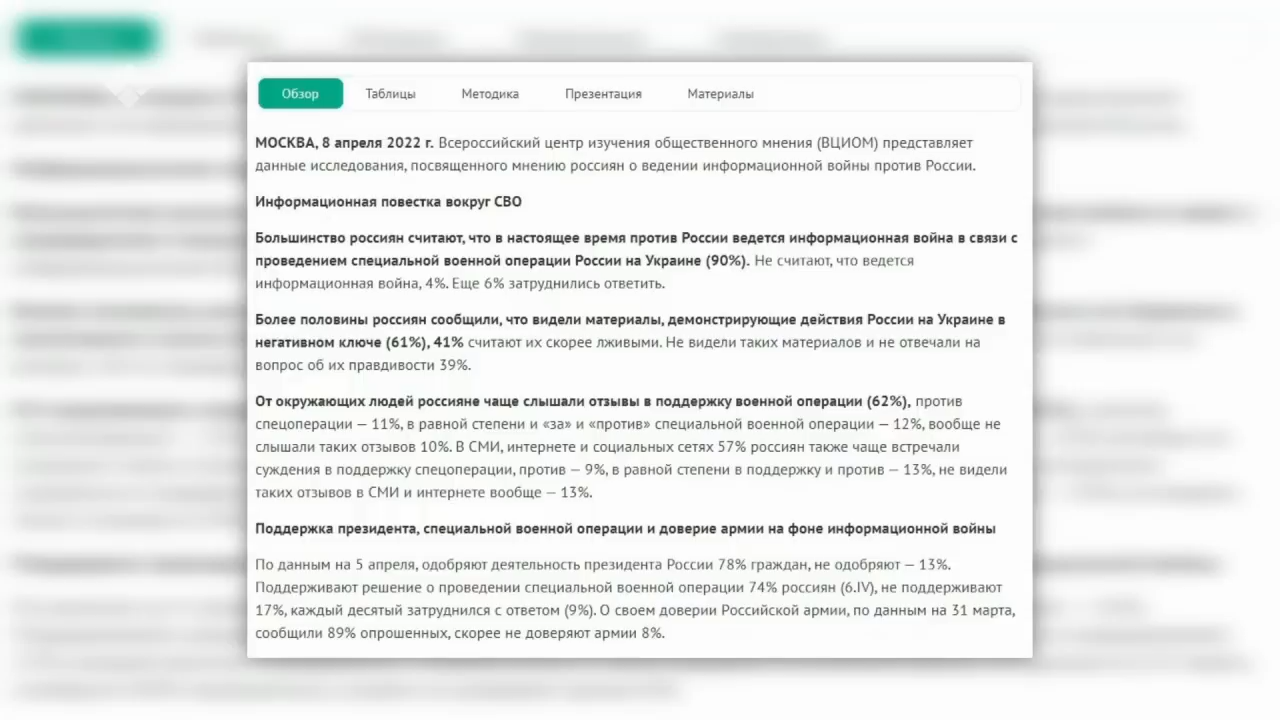 Обзор Таблицы Методика Презентация Материалы
МОСКВА, 8 апреля 2022 г. Всероссийский центр изучения общественного мнения (ВЦИОМ) представляет
данные исследования, посвященного мнению россиян о ведении информационной войны против России.
Информационная повестка вокруг СВО
Большинство россиян считают, что в настоящее время против России ведется информационная война в связи с
проведением специальной военной операции России на Украине (90%). Не считают, что ведется
информационная война, 4%. Еще 6% затруднились ответить.
Более половины россиян сообщили, что видели материалы, демонстрирующие действия России на Украине в
негативном ключе (61%), 41% считают их скорее лживыми. Не видели таких материалов и не отвечали на
вопрос об их правдивости 39%.
От окружающих людей россияне чаще слышали отзывы в поддержку военной операции (62%), против
спецоперации — 11%, в равной степени и «за» и «против» специальной военной операции — 12%, вообще не
слышали таких отзывов 10%. В СМИ, интернете и социальных сетях 57% россиян также чаще встречали
суждения в поддержку спецоперации, против — 9%, в равной степени в поддержку и против — 13%, не видели
таких отзывов в СМИ и интернете вообще — 13%.
Поддержка президента, специальной военной операции и доверие армии на фоне информационной войны
По данным на 5 апреля, одобряют деятельность президента России 78% граждан, не одобряют — 13%.
Поддерживают решение о проведении специальной военной операции 74% россиян (6.IV), не поддерживают
17%, каждый десятый затруднился с ответом (9%). О своем доверии Российской армии, по данным на 31 марта,
сообщили 89% опрошенных, скорее не доверяют армии 8%.